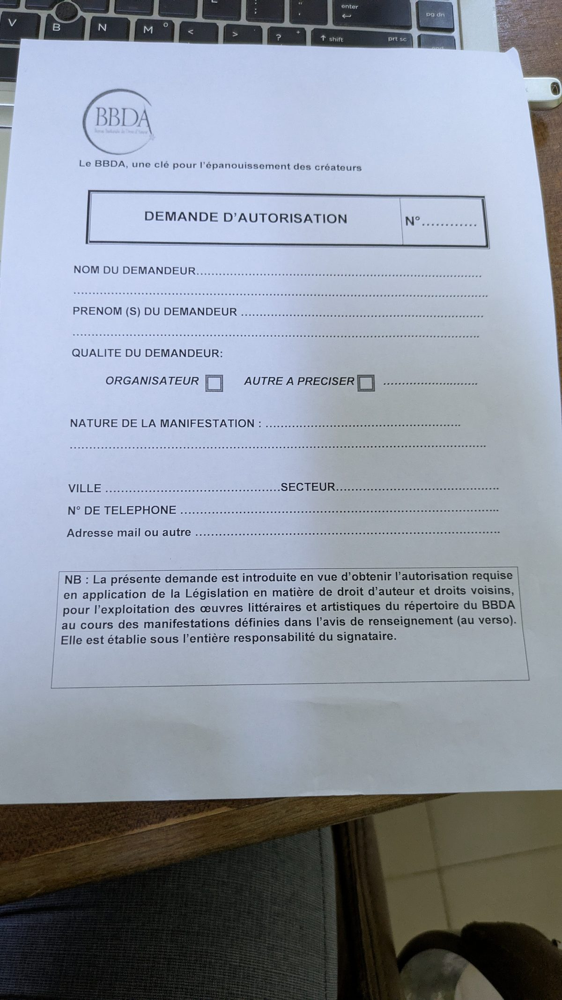 enter
pg dn
V
B
N
M
<
>
?
+
↑ shift
prt sc
BBDA
Le BBDA, une clé pour l'épanouissement des créateurs
DEMANDE D'AUTORISATION
N°............
NOM DU DEMANDEUR..........................................................................
..............................................................................................................
PRENOM (S) DU DEMANDEUR ................................................................
..............................................................................................................
QUALITE DU DEMANDEUR:
ORGANISATEUR ☐ AUTRE A PRECISER ☐ .........................
NATURE DE LA MANIFESTATION : ....................................................
..............................................................................................................
VILLE ..............................................SECTEUR...........................................
N° DE TELEPHONE ....................................................................................
Adresse mail ou autre ................................................................................
NB : La présente demande est introduite en vue d'obtenir l'autorisation requise
en application de la Législation en matière de droit d'auteur et droits voisins,
pour l'exploitation des œuvres littéraires et artistiques du répertoire du BBDA
au cours des manifestations définies dans l'avis de renseignement (au verso).
Elle est établie sous l'entière responsabilité du signataire.